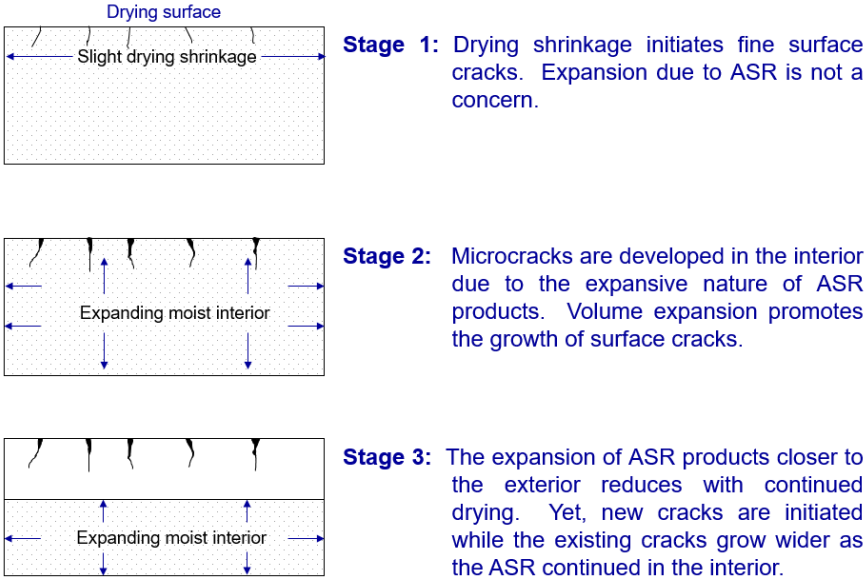 Drying surface
Slight drying shrinkage
Stage 1: Drying shrinkage initiates fine surface
cracks. Expansion due to ASR is not a
concern.
Expanding moist interior
Stage 2: Microcracks are developed in the interior
due to the expansive nature of ASR
products. Volume expansion promotes
the growth of surface cracks.
Expanding moist interior
Stage 3: The expansion of ASR products closer to
the exterior reduces with continued
drying. Yet, new cracks are initiated
while the existing cracks grow wider as
the ASR continued in the interior.